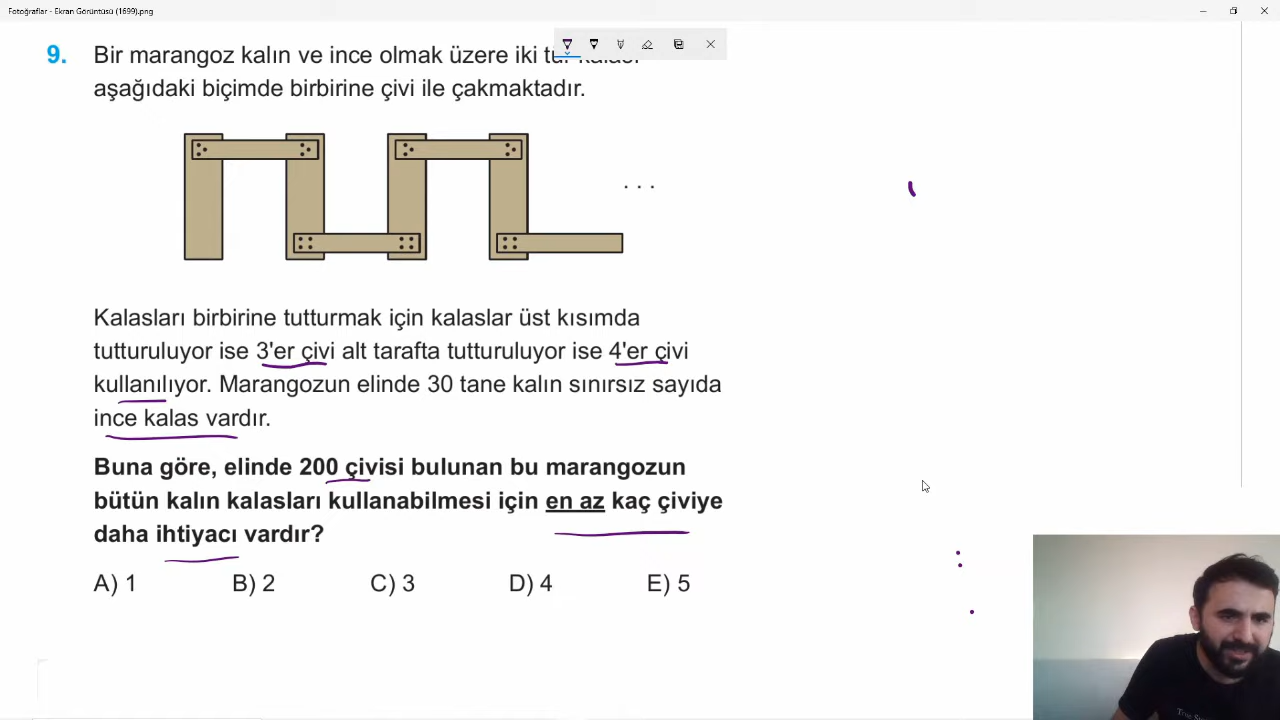 Fotoğraflar - Ekran Görüntüsü (1699).png
9. Bir marangoz kalın ve ince olmak üzere iki tür kalası
aşağıdaki biçimde birbirine çivi ile çakmaktadır.
. . .
Kalasları birbirine tutturmak için kalaslar üst kısımda
tutturuluyor ise 3'er çivi alt tarafta tutturuluyor ise 4'er çivi
kullanılıyor. Marangozun elinde 30 tane kalın sınırsız sayıda
ince kalas vardır.
Buna göre, elinde 200 çivisi bulunan bu marangozun
bütün kalın kalasları kullanabilmesi için en az kaç çiviye
daha ihtiyacı vardır?
A) 1 B) 2 C) 3 D) 4 E) 5